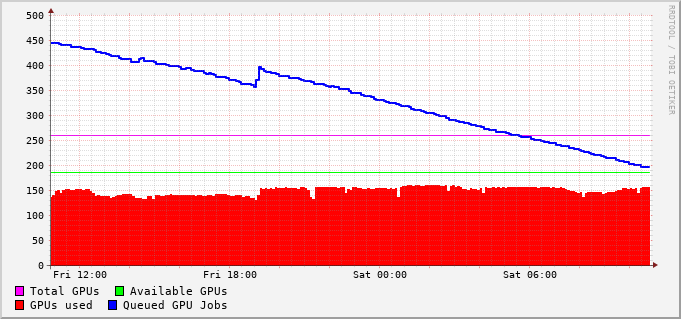 500
450
400
350
300
250
200
150
100
50
0
Fri 12:00 Fri 18:00 Sat 00:00 Sat 06:00
Total GPUs Available GPUs
GPUs used Queued GPU Jobs
RRDTOOL / TOBI OETIKER